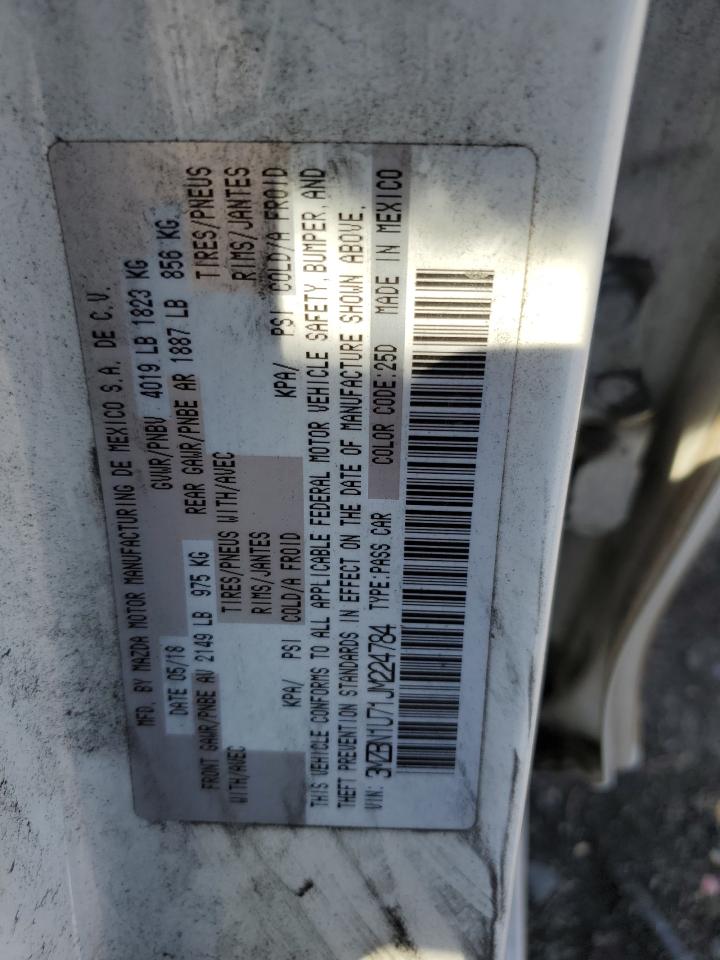 MFD. BY MAZDA MOTOR MANUFACTURING DE MEXICO S.A. DE C.V.
DATE 05/18 GVWR/PNBV 4019 LB 1823 KG
FRONT GAWR/PNBE AV 2149 LB 975 KG REAR GAWR/PNBE AR 1887 LB 856 KG
WITH/AVEC TIRES/PNEUS WITH/AVEC TIRES/PNEUS
RIMS/JANTES RIMS/JANTES
KPA/ PSI COLD/A FROID KPA/ PSI COLD/A FROID
THIS VEHICLE CONFORMS TO ALL APPLICABLE FEDERAL MOTOR VEHICLE SAFETY, BUMPER, AND
THEFT PREVENTION STANDARDS IN EFFECT ON THE DATE OF MANUFACTURE SHOWN ABOVE.
VIN: 3MZBN1U71JM224784 TYPE:PASS CAR COLOR CODE:25D MADE IN MEXICO